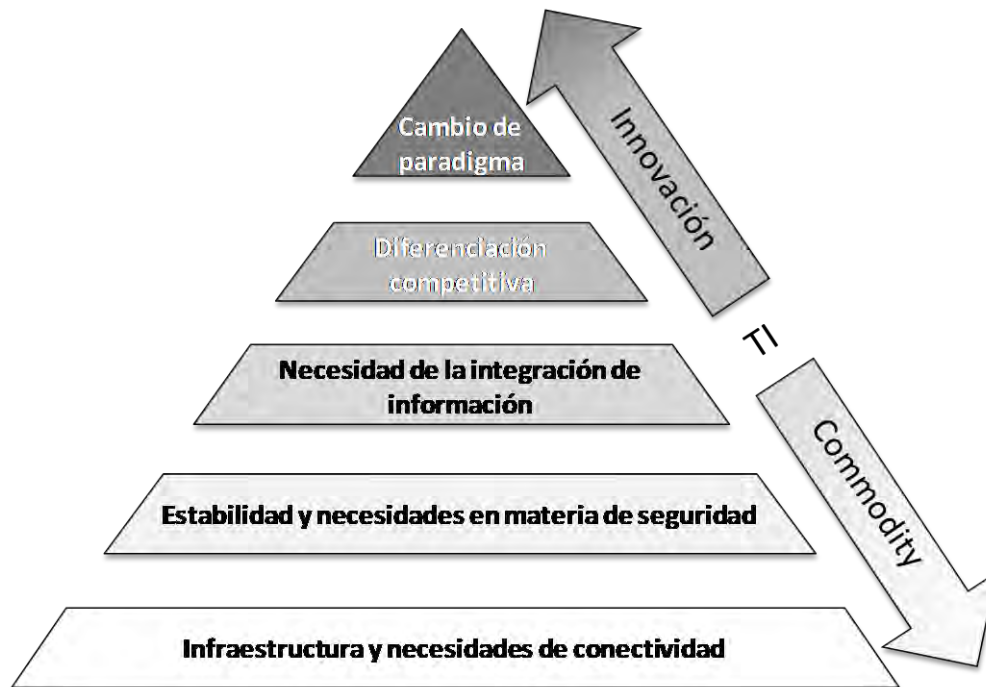 Cambio de
paradigma
Innovación
Diferenciación
competitiva
TI
Necesidad de la integración de
información
Commodity
Estabilidad y necesidades en materia de seguridad
Infraestructura y necesidades de conectividad